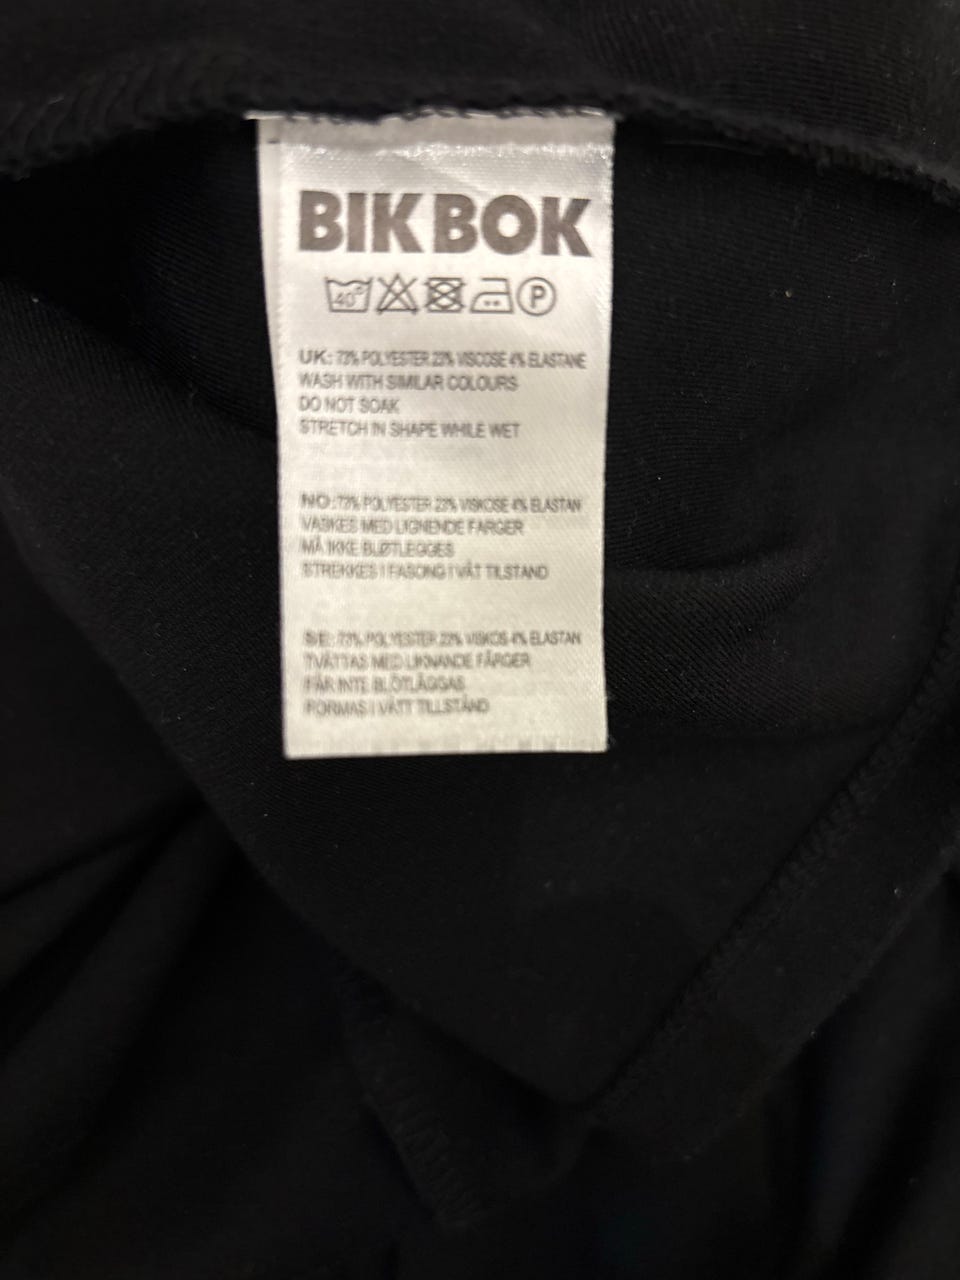 BIK BOK
40° P
UK: 73% POLYESTER 23% VISCOSE 4% ELASTANE
WASH WITH SIMILAR COLOURS
DO NOT SOAK
STRETCH IN SHAPE WHILE WET
NO: 73% POLYESTER 23% VISKOSE 4% ELASTAN
VASKES MED LIGNENDE FARGER
MÅ IKKE BLØTLEGGES
STREKKES I FASONG I VÅT TILSTAND
SE: 73% POLYESTER 23% VISKOS 4% ELASTAN
TVÄTTAS MED LIKNANDE FÄRGER
FÅR INTE BLÖTLÄGGAS
FORMAS I VÅTT TILLSTÅND